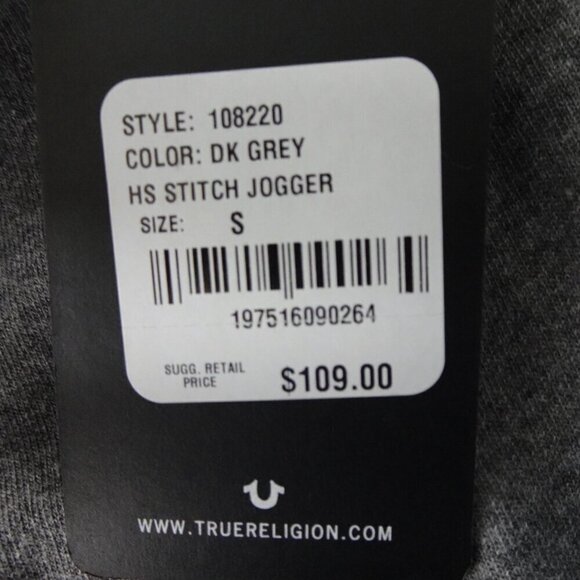 STYLE: 108220
COLOR: DK GREY
HS STITCH JOGGER
SIZE: S
197516090264
SUGG. RETAIL
PRICE
$109.00
WWW.TRUERELIGION.COM